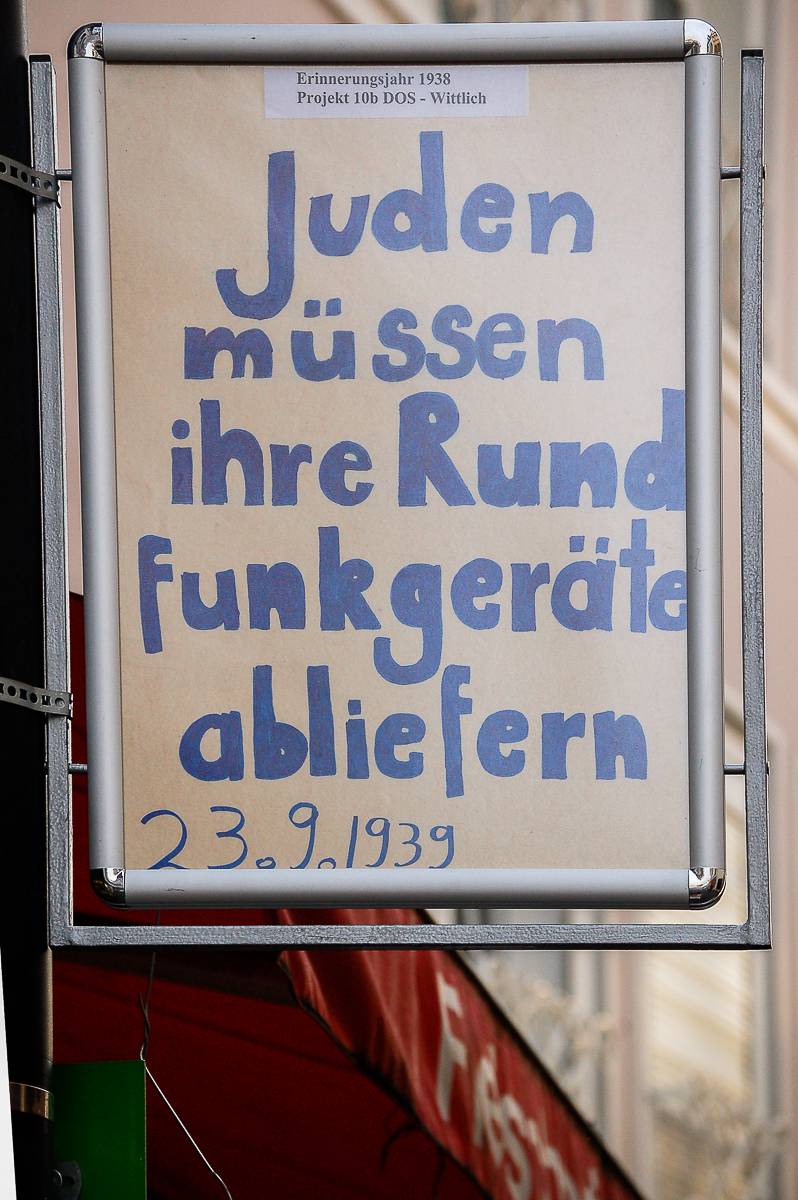 Erinnerungsjahr 1938
Projekt 10b DOS - Wittlich
Juden
müssen
ihre Rund
funkgeräte
abliefern
23.9.1939